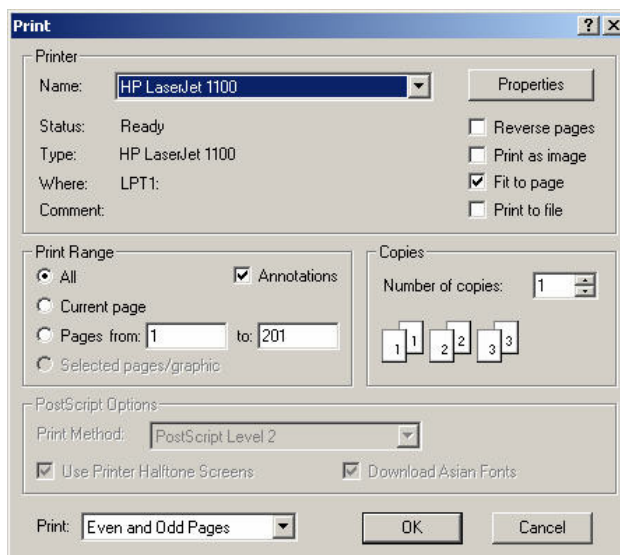 Print
Printer
Name: HP LaserJet 1100 Properties
Status: Ready Reverse pages
Type: HP LaserJet 1100 Print as image
Where: LPT1: Fit to page
Comment: Print to file
Print Range Copies
All Annotations Number of copies: 1
Current page
Pages from: 1 to: 201
1 1 2 2 3 3
Selected pages/graphic
PostScript Options
Print Method: PostScript Level 2
Use Printer Halftone Screens Download Asian Fonts
Print: Even and Odd Pages OK Cancel